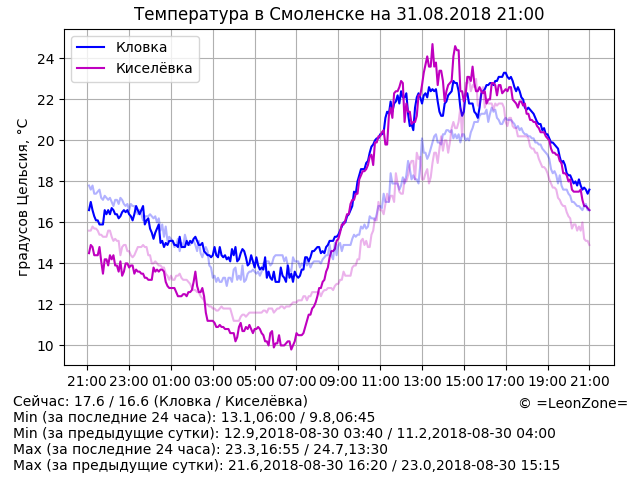 Температура в Смоленске на 31.08.2018 21:00
Кловка
Киселёвка
градусов Цельсия, °C
24
22
20
18
16
14
12
10
21:00 23:00 01:00 03:00 05:00 07:00 09:00 11:00 13:00 15:00 17:00 19:00 21:00
Сейчас: 17.6 / 16.6 (Кловка / Киселёвка)
© =LeonZone=
Min (за последние 24 часа): 13.1,06:00 / 9.8,06:45
Min (за предыдущие сутки): 12.9,2018-08-30 03:40 / 11.2,2018-08-30 04:00
Max (за последние 24 часа): 23.3,16:55 / 24.7,13:30
Max (за предыдущие сутки): 21.6,2018-08-30 16:20 / 23.0,2018-08-30 15:15